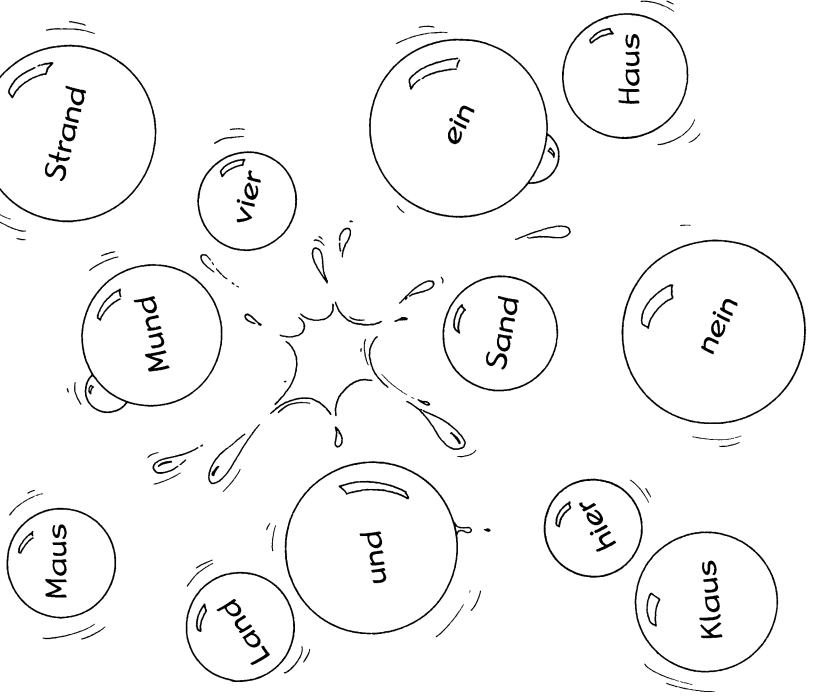 Haus
Strand
ein
vier
Mund
Sand
nein
Maus
und
hier
Land
Klaus